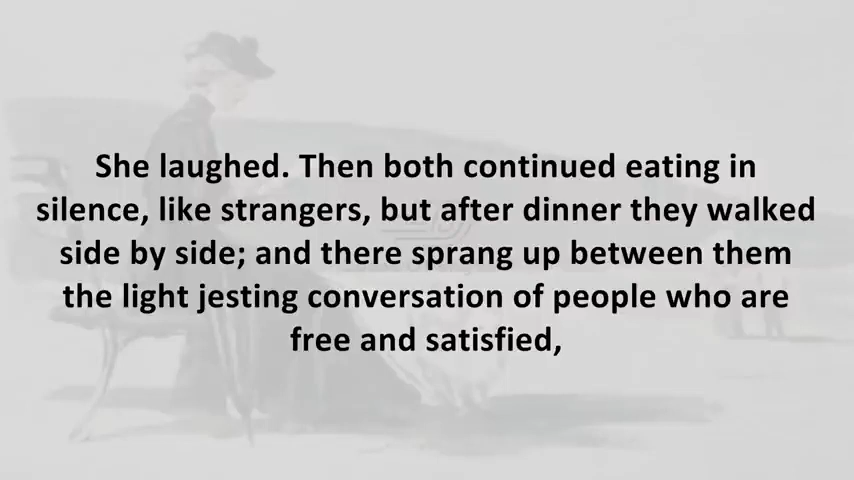 She laughed. Then both continued eating in
silence, like strangers, but after dinner they walked
side by side; and there sprang up between them
the light jesting conversation of people who are
free and satisfied,